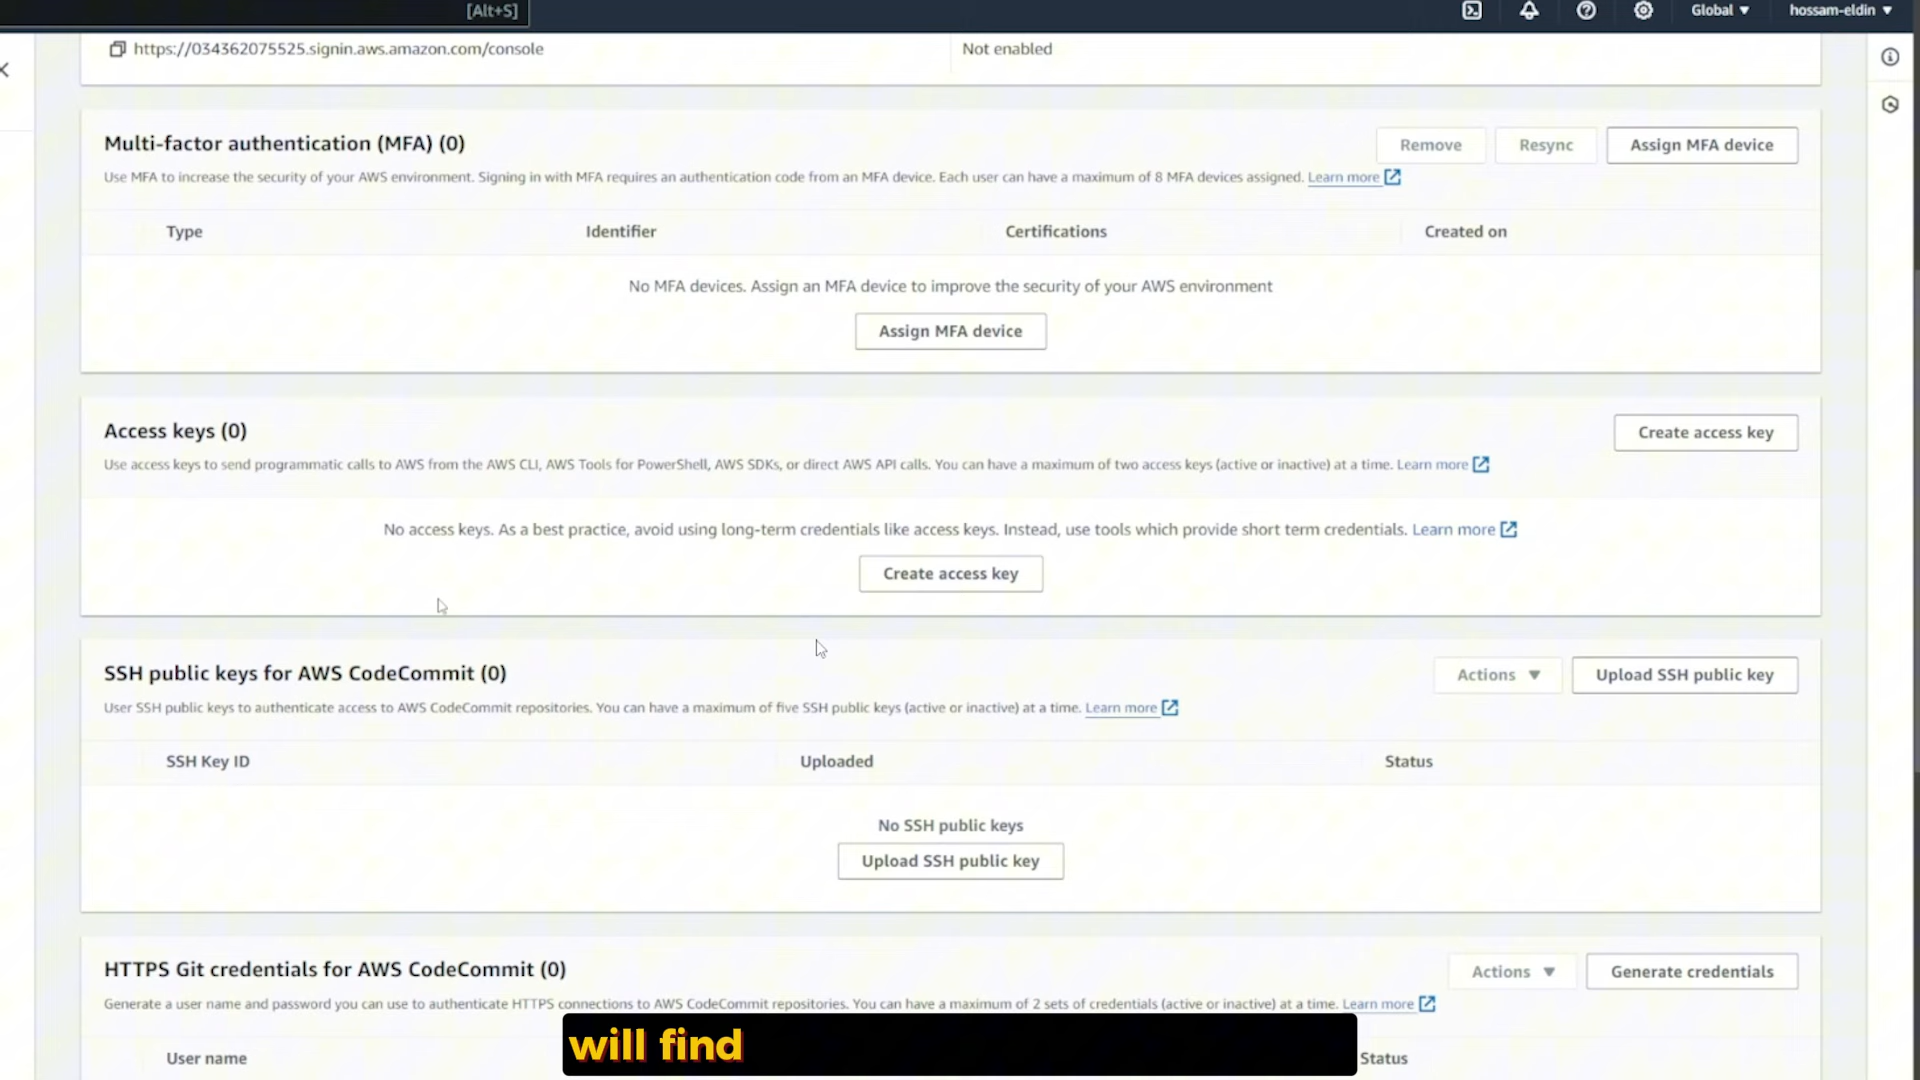 [Alt+S]
Global ▼
hossam-eldin ▼
https://034362075525.signin.aws.amazon.com/console
Not enabled
Multi-factor authentication (MFA) (0)
Remove
Resync
Assign MFA device
Use MFA to increase the security of your AWS environment. Signing in with MFA requires an authentication code from an MFA device. Each user can have a maximum of 8 MFA devices assigned. Learn more
Type
Identifier
Certifications
Created on
No MFA devices. Assign an MFA device to improve the security of your AWS environment
Assign MFA device
Access keys (0)
Create access key
Use access keys to send programmatic calls to AWS from the AWS CLI, AWS Tools for PowerShell, AWS SDKs, or direct AWS API calls. You can have a maximum of two access keys (active or inactive) at a time. Learn more
No access keys. As a best practice, avoid using long-term credentials like access keys. Instead, use tools which provide short term credentials. Learn more
Create access key
SSH public keys for AWS CodeCommit (0)
Actions ▼
Upload SSH public key
User SSH public keys to authenticate access to AWS CodeCommit repositories. You can have a maximum of five SSH public keys (active or inactive) at a time. Learn more
SSH Key ID
Uploaded
Status
No SSH public keys
Upload SSH public key
HTTPS Git credentials for AWS CodeCommit (0)
Actions ▼
Generate credentials
Generate a user name and password you can use to authenticate HTTPS connections to AWS CodeCommit repositories. You can have a maximum of 2 sets of credentials (active or inactive) at a time. Learn more
will find
User name
Status